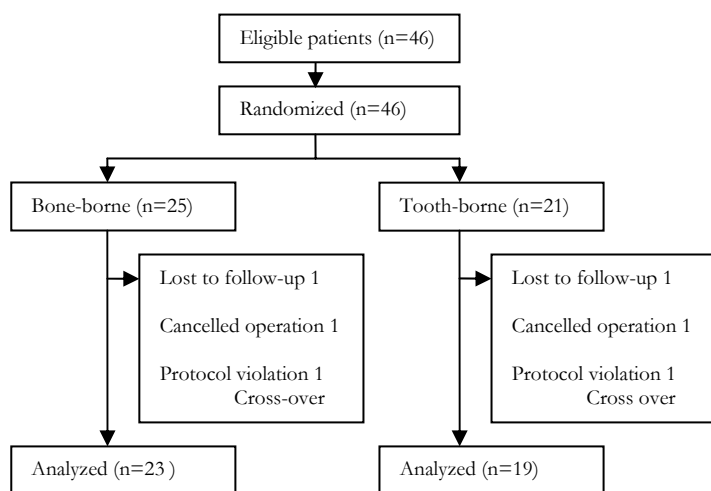 Eligible patients (n=46)
Randomized (n=46)
Bone-borne (n=25)
Tooth-borne (n=21)
Lost to follow-up 1
Cancelled operation 1
Protocol violation 1
Cross-over
Lost to follow-up 1
Cancelled operation 1
Protocol violation 1
Cross over
Analyzed (n=23 )
Analyzed (n=19)